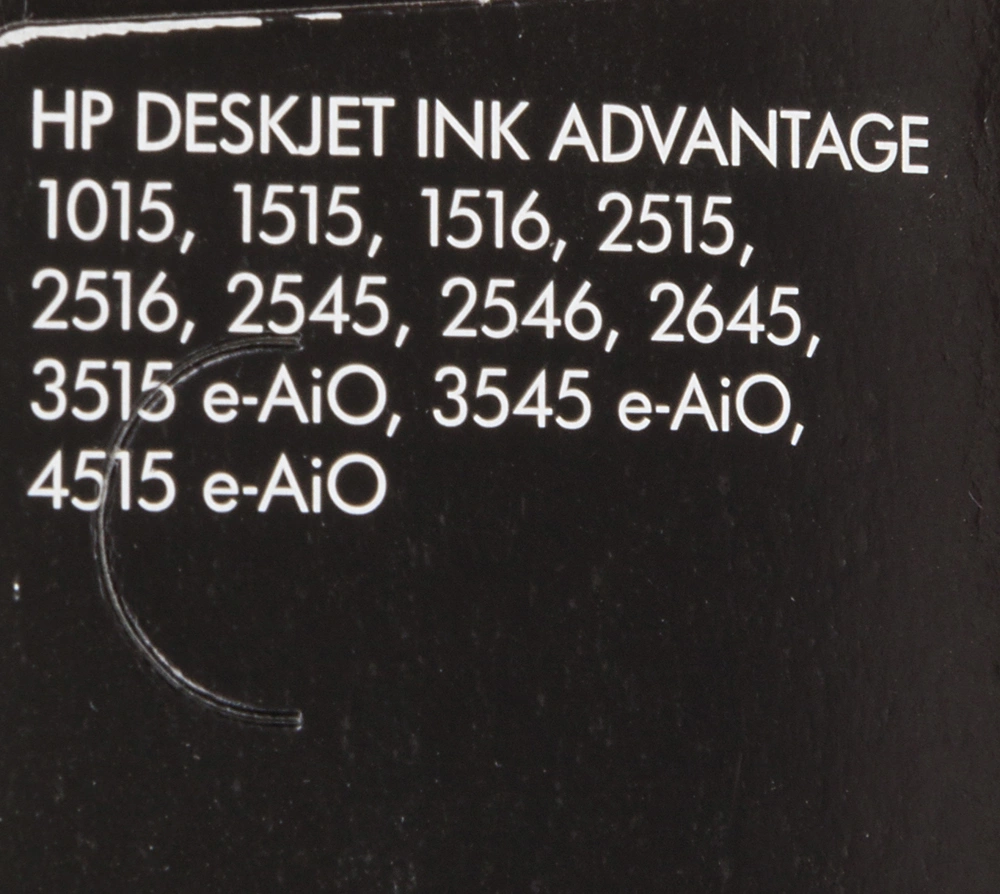 HP DESKJET INK ADVANTAGE
1015, 1515, 1516, 2515,
2516, 2545, 2546, 2645,
3515 e-AiO, 3545 e-AiO,
4515 e-AiO